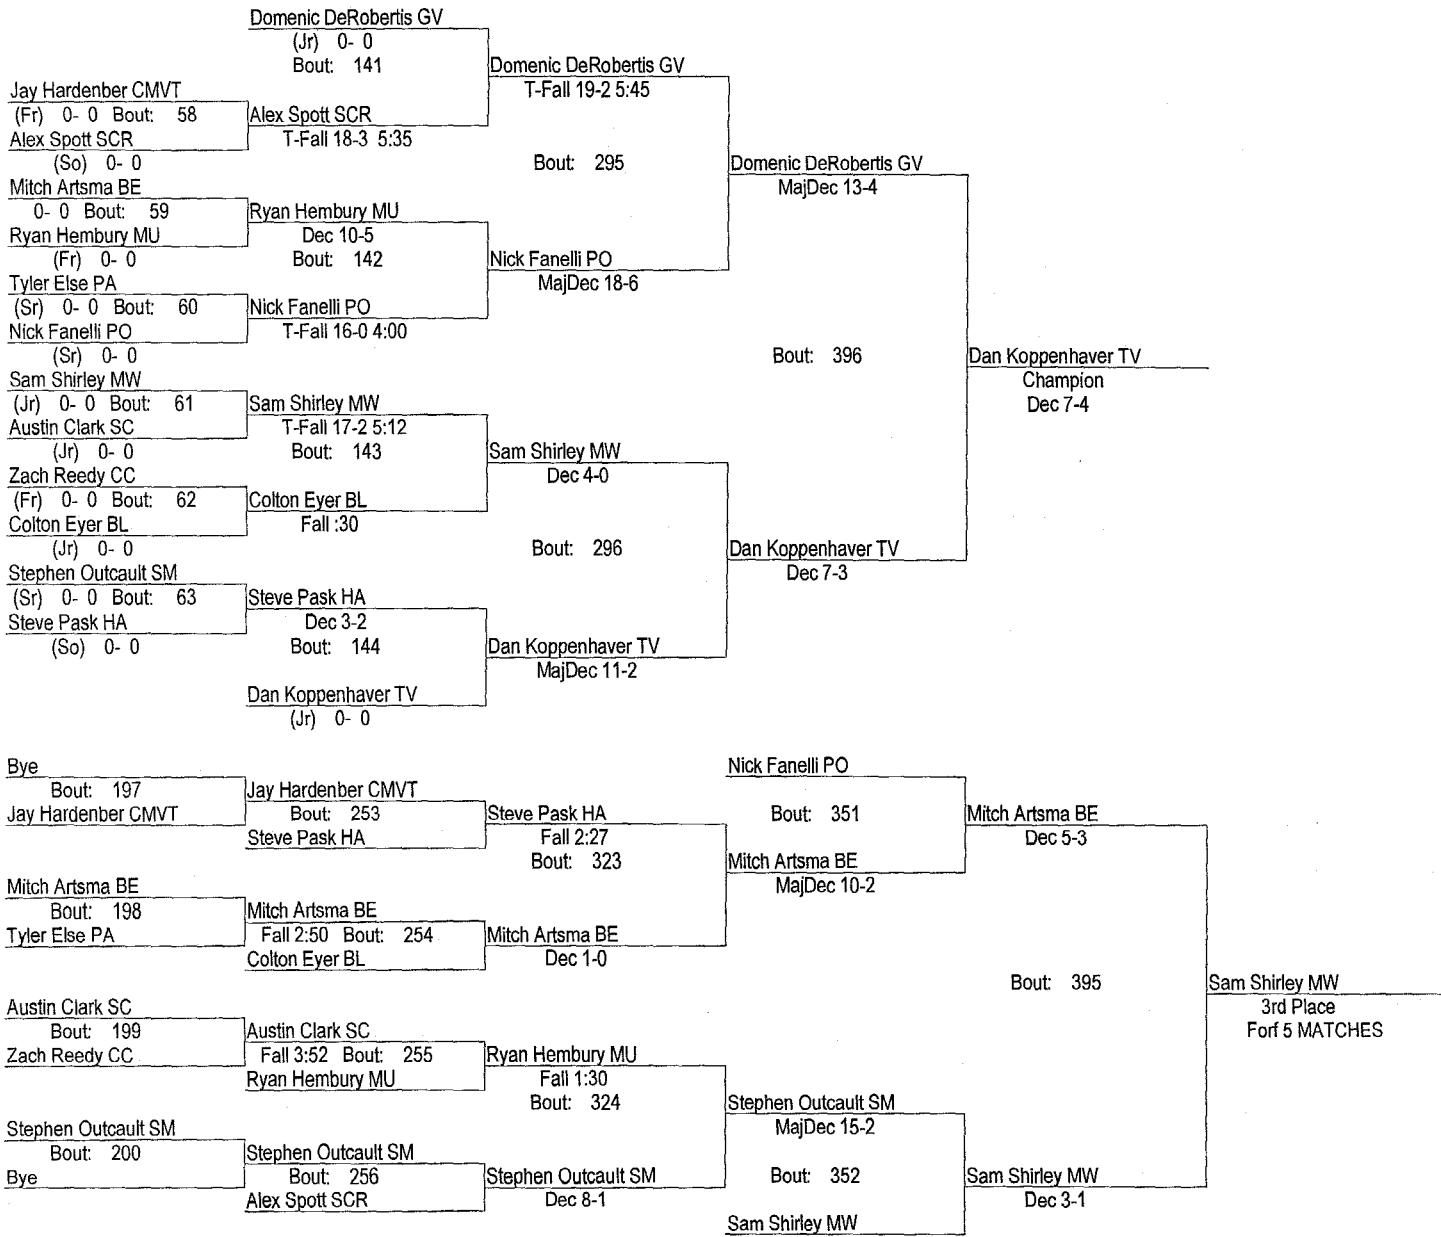 Domenic DeRobertis GV
(Jr) 0- 0
Bout: 141
Domenic DeRobertis GV
T-Fall 19-2 5:45
Jay Hardenber CMVT
(Fr) 0- 0 Bout: 58
Alex Spott SCR
T-Fall 18-3 5:35
Alex Spott SCR
(So) 0- 0
Bout: 295
Domenic DeRobertis GV
MajDec 13-4
Mitch Artsma BE
0- 0 Bout: 59
Ryan Hembury MU
Dec 10-5
Ryan Hembury MU
(Fr) 0- 0
Bout: 142
Nick Fanelli PO
MajDec 18-6
Tyler Else PA
(Sr) 0- 0 Bout: 60
Nick Fanelli PO
T-Fall 16-0 4:00
Nick Fanelli PO
(Sr) 0- 0
Bout: 396
Dan Koppenhaver TV
Champion
Dec 7-4
Sam Shirley MW
(Jr) 0- 0 Bout: 61
Sam Shirley MW
T-Fall 17-2 5:12
Austin Clark SC
(Jr) 0- 0
Bout: 143
Sam Shirley MW
Dec 4-0
Zach Reedy CC
(Fr) 0- 0 Bout: 62
Colton Eyer BL
Fall :30
Colton Eyer BL
(Jr) 0- 0
Bout: 296
Dan Koppenhaver TV
Dec 7-3
Stephen Outcault SM
(Sr) 0- 0 Bout: 63
Steve Pask HA
Dec 3-2
Steve Pask HA
(So) 0- 0
Bout: 144
Dan Koppenhaver TV
MajDec 11-2
Dan Koppenhaver TV
(Jr) 0- 0
Bye
Bout: 197
Jay Hardenber CMVT
Jay Hardenber CMVT
Bout: 253
Steve Pask HA
Steve Pask HA
Fall 2:27
Bout: 323
Nick Fanelli PO
Bout: 351
Mitch Artsma BE
Dec 5-3
Mitch Artsma BE
MajDec 10-2
Mitch Artsma BE
Bout: 198
Tyler Else PA
Mitch Artsma BE
Fall 2:50 Bout: 254
Colton Eyer BL
Mitch Artsma BE
Dec 1-0
Bout: 395
Sam Shirley MW
3rd Place
Forf 5 MATCHES
Austin Clark SC
Bout: 199
Zach Reedy CC
Austin Clark SC
Fall 3:52 Bout: 255
Ryan Hembury MU
Ryan Hembury MU
Fall 1:30
Bout: 324
Stephen Outcault SM
MajDec 15-2
Stephen Outcault SM
Bout: 200
Bye
Stephen Outcault SM
Bout: 256
Alex Spott SCR
Stephen Outcault SM
Dec 8-1
Bout: 352
Sam Shirley MW
Dec 3-1
Sam Shirley MW